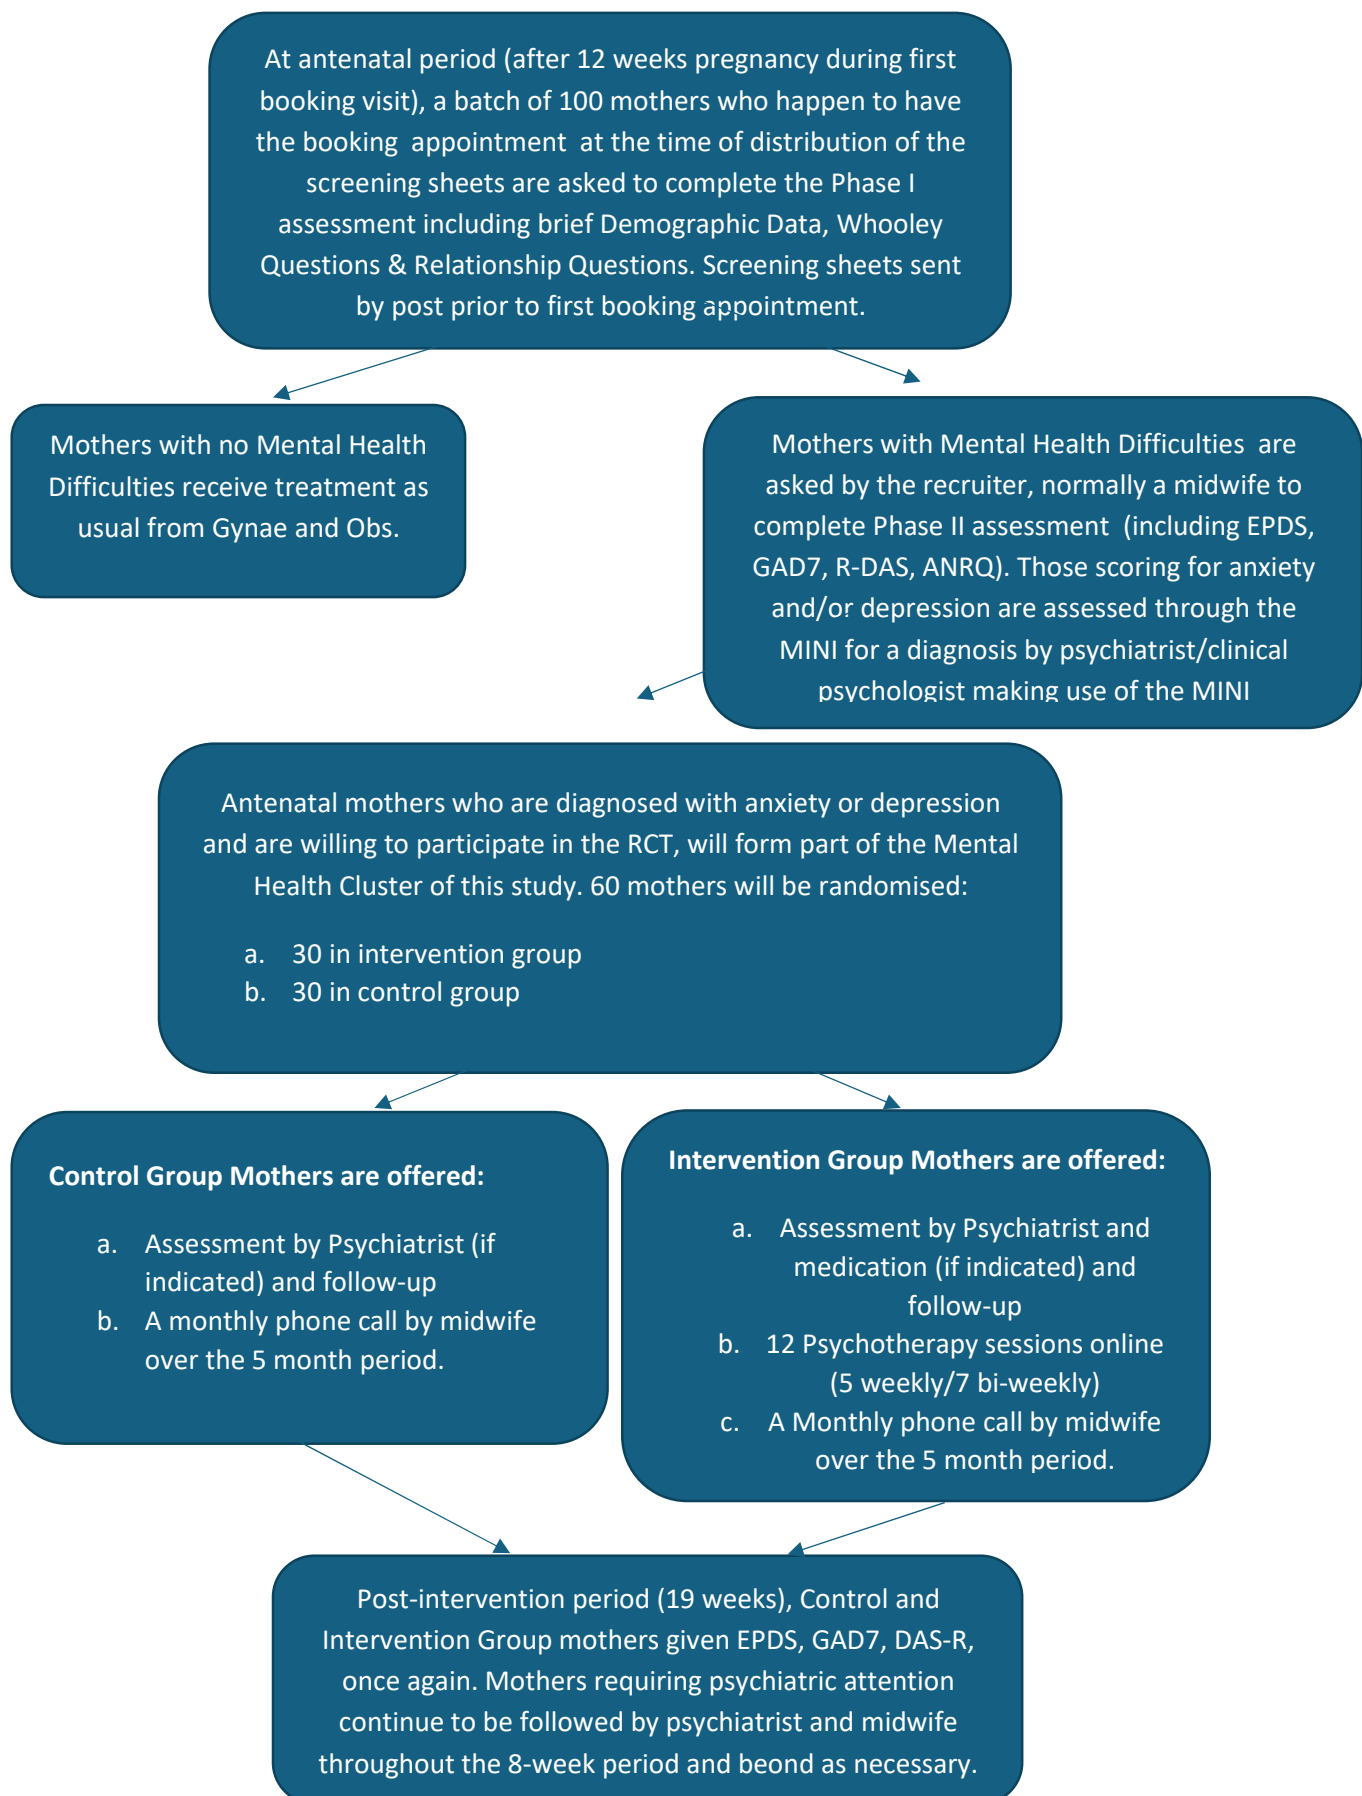 At antenatal period (after 12 weeks pregnancy during first
booking visit), a batch of 100 mothers who happen to have
the booking appointment at the time of distribution of the
screening sheets are asked to complete the Phase I
assessment including brief Demographic Data, Whooley
Questions & Relationship Questions. Screening sheets sent
by post prior to first booking appointment.
Mothers with no Mental Health
Difficulties receive treatment as
usual from Gynae and Obs.
Mothers with Mental Health Difficulties are
asked by the recruiter, normally a midwife to
complete Phase II assessment (including EPDS,
GAD7, R-DAS, ANRQ). Those scoring for anxiety
and/or depression are assessed through the
MINI for a diagnosis by psychiatrist/clinical
psychologist making use of the MINI
Antenatal mothers who are diagnosed with anxiety or depression
and are willing to participate in the RCT, will form part of the Mental
Health Cluster of this study. 60 mothers will be randomised:
a. 30 in intervention group
b. 30 in control group
Control Group Mothers are offered:
a. Assessment by Psychiatrist (if
indicated) and follow-up
b. A monthly phone call by midwife
over the 5 month period.
Intervention Group Mothers are offered:
a. Assessment by Psychiatrist and
medication (if indicated) and
follow-up
b. 12 Psychotherapy sessions online
(5 weekly/7 bi-weekly)
c. A Monthly phone call by midwife
over the 5 month period.
Post-intervention period (19 weeks), Control and
Intervention Group mothers given EPDS, GAD7, DAS-R,
once again. Mothers requiring psychiatric attention
continue to be followed by psychiatrist and midwife
throughout the 8-week period and beond as necessary.